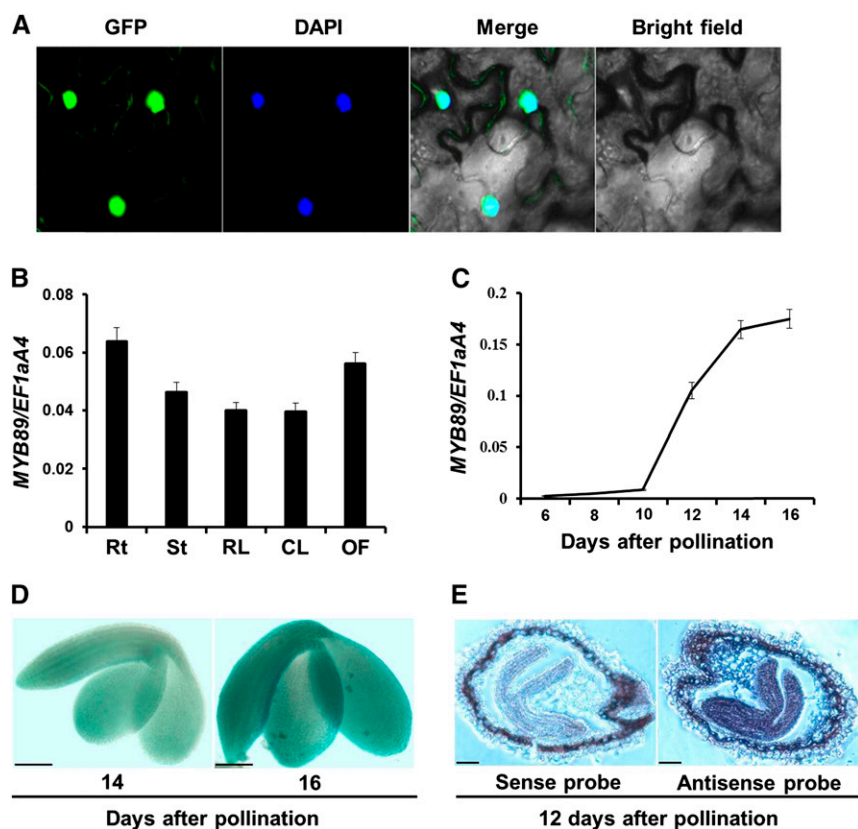 A
GFP DAPI Merge Bright field
B
MYB89/EF1aA4
0.08
0.06
0.04
0.02
0
Rt St RL CL OF
C
MYB89/EF1aA4
0.2
0.15
0.1
0.05
0
6 8 10 12 14 16
Days after pollination
D
14 16
Days after pollination
E
Sense probe Antisense probe
12 days after pollination